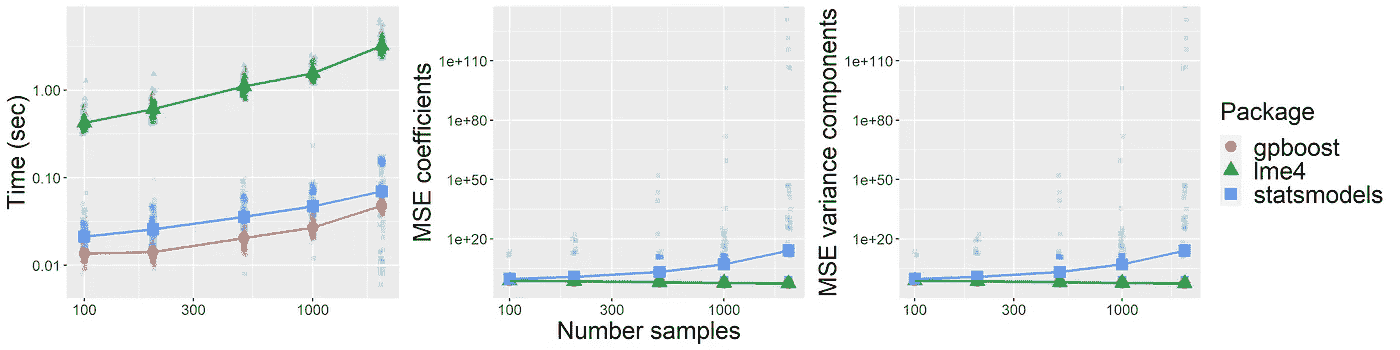 Time (sec)
1.00
0.10
0.01
100
300
1000
MSE coefficients
1e+110
1e+80
1e+50
1e+20
100
300
1000
Number samples
MSE variance components
1e+110
1e+80
1e+50
1e+20
100
300
1000
Package
gpboost
lme4
statsmodels